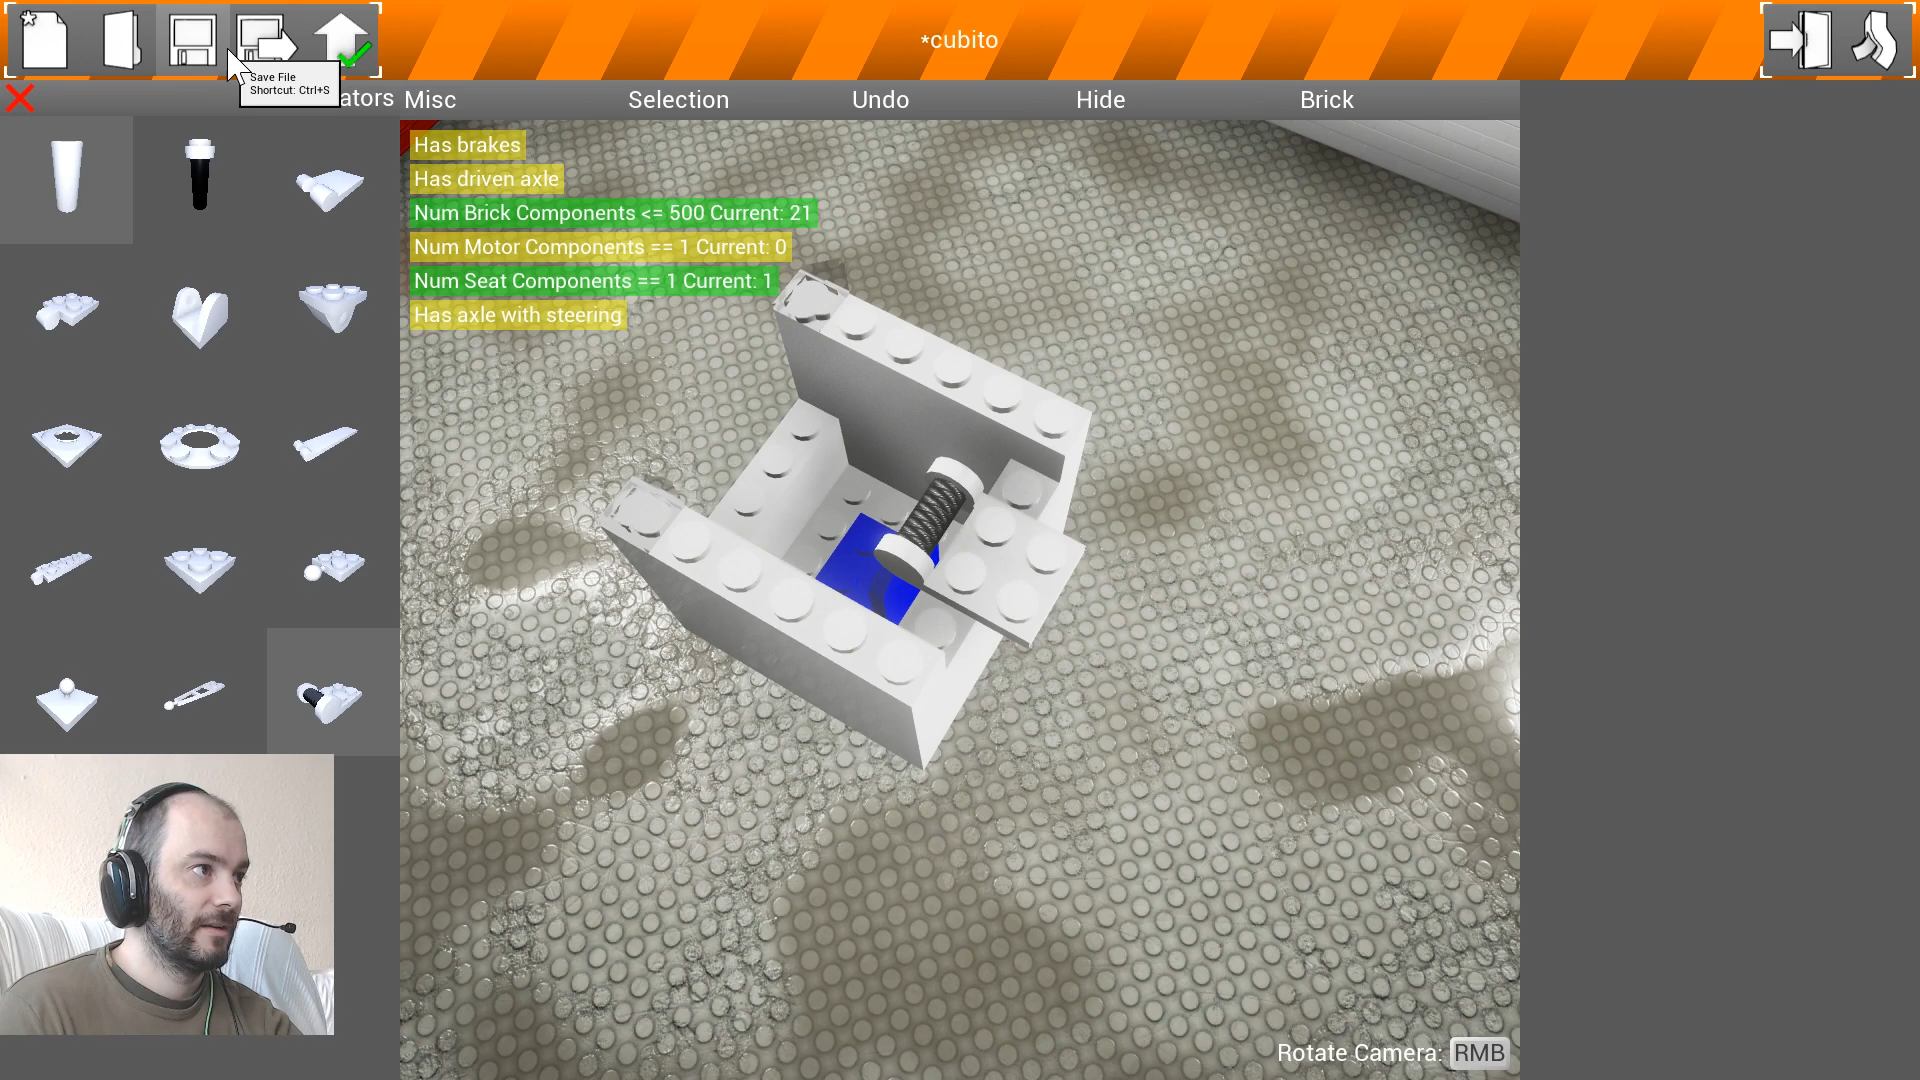 *cubito
Save File
Shortcut: Ctrl+S
ators
Misc
Selection
Undo
Hide
Brick
Has brakes
Has driven axle
Num Brick Components <= 500 Current: 21
Num Motor Components == 1 Current: 0
Num Seat Components == 1 Current: 1
Has axle with steering
Rotate Camera: RMB